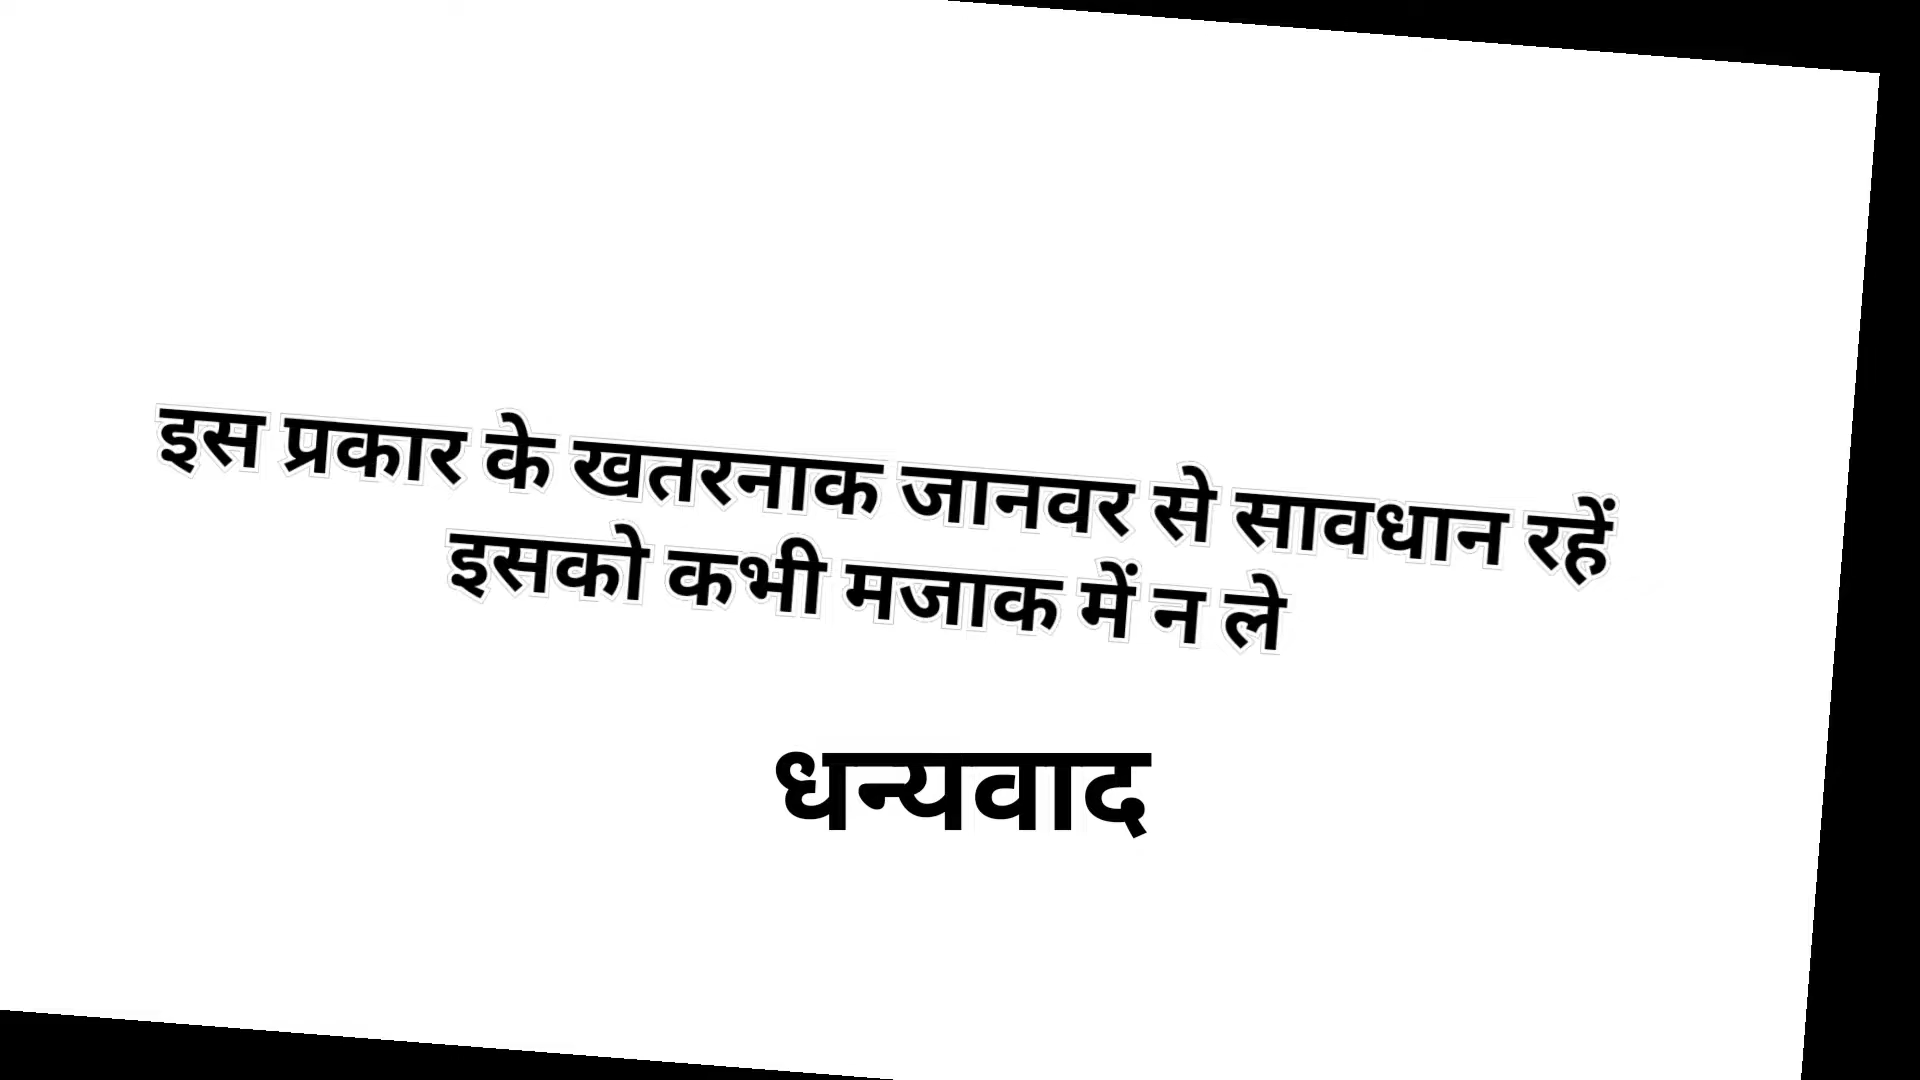 इस प्रकार के खतरनाक जानवर से सावधान रहें
इसको कभी मजाक में न ले
धन्यवाद